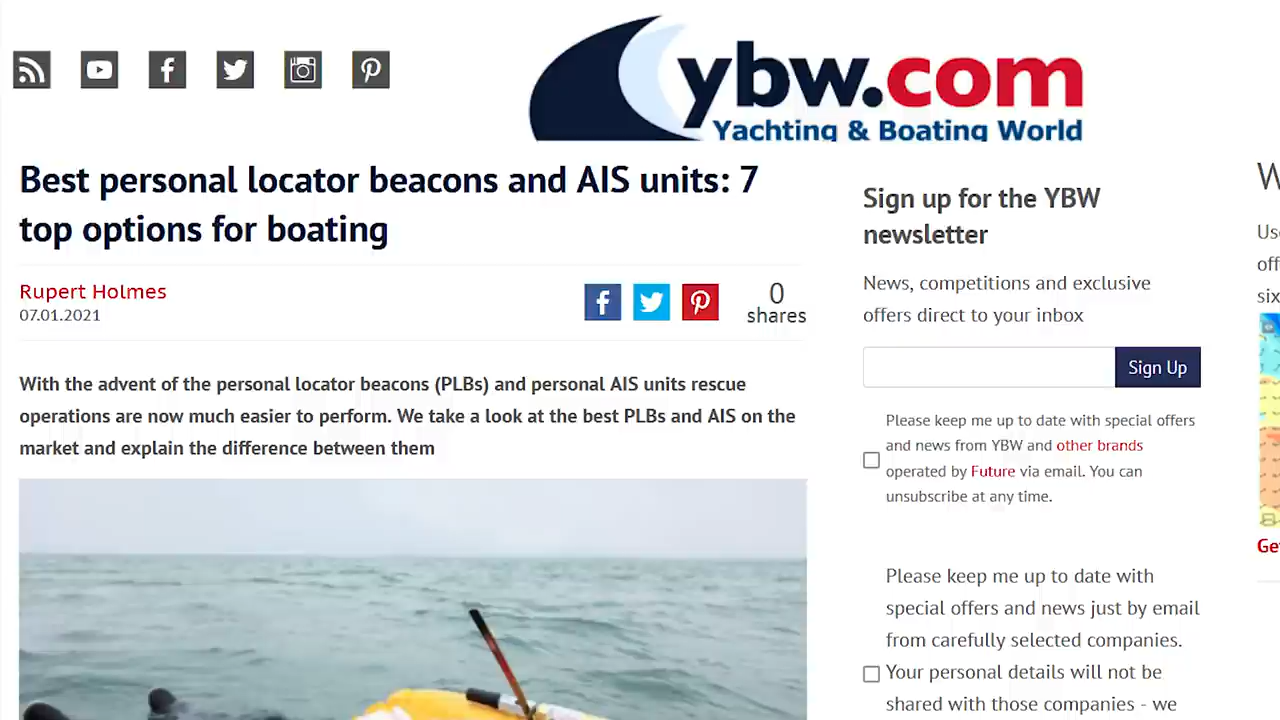 ybw.com
Yachting & Boating World
Best personal locator beacons and AIS units: 7
top options for boating
Rupert Holmes
07.01.2021
0
shares
With the advent of the personal locator beacons (PLBs) and personal AIS units rescue
operations are now much easier to perform. We take a look at the best PLBs and AIS on the
market and explain the difference between them
Sign up for the YBW
newsletter
News, competitions and exclusive
offers direct to your inbox
Sign Up
Please keep me up to date with special offers
and news from YBW and other brands
operated by Future via email. You can
unsubscribe at any time.
Please keep me up to date with
special offers and news just by email
from carefully selected companies.
Your personal details will not be
shared with those companies - we